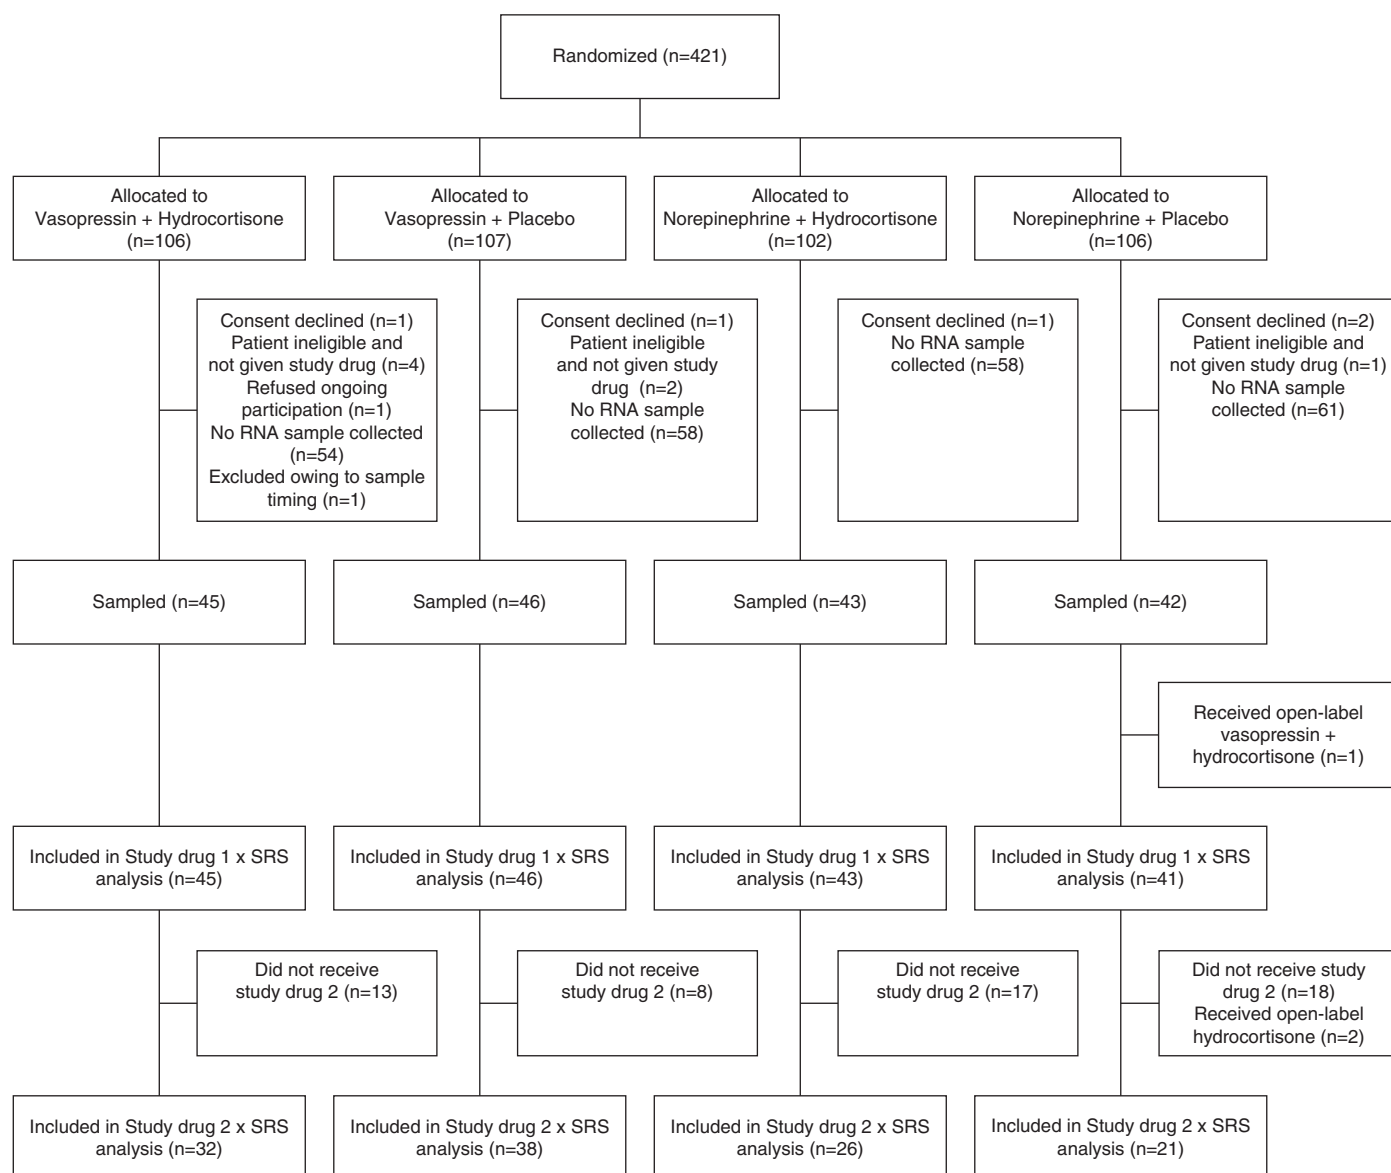 Randomized (n=421)
Allocated to
Vasopressin + Hydrocortisone
(n=106)
Allocated to
Vasopressin + Placebo
(n=107)
Allocated to
Norepinephrine + Hydrocortisone
(n=102)
Allocated to
Norepinephrine + Placebo
(n=106)
Consent declined (n=1)
Patient ineligible and
not given study drug (n=4)
Refused ongoing
participation (n=1)
No RNA sample collected
(n=54)
Excluded owing to sample
timing (n=1)
Consent declined (n=1)
Patient ineligible
and not given study
drug (n=2)
No RNA sample
collected (n=58)
Consent declined (n=1)
No RNA sample
collected (n=58)
Consent declined (n=2)
Patient ineligible and
not given study drug (n=1)
No RNA sample
collected (n=61)
Sampled (n=45)
Sampled (n=46)
Sampled (n=43)
Sampled (n=42)
Received open-label
vasopressin +
hydrocortisone (n=1)
Included in Study drug 1 x SRS
analysis (n=45)
Included in Study drug 1 x SRS
analysis (n=46)
Included in Study drug 1 x SRS
analysis (n=43)
Included in Study drug 1 x SRS
analysis (n=41)
Did not receive
study drug 2 (n=13)
Did not receive
study drug 2 (n=8)
Did not receive
study drug 2 (n=17)
Did not receive study
drug 2 (n=18)
Received open-label
hydrocortisone (n=2)
Included in Study drug 2 x SRS
analysis (n=32)
Included in Study drug 2 x SRS
analysis (n=38)
Included in Study drug 2 x SRS
analysis (n=26)
Included in Study drug 2 x SRS
analysis (n=21)